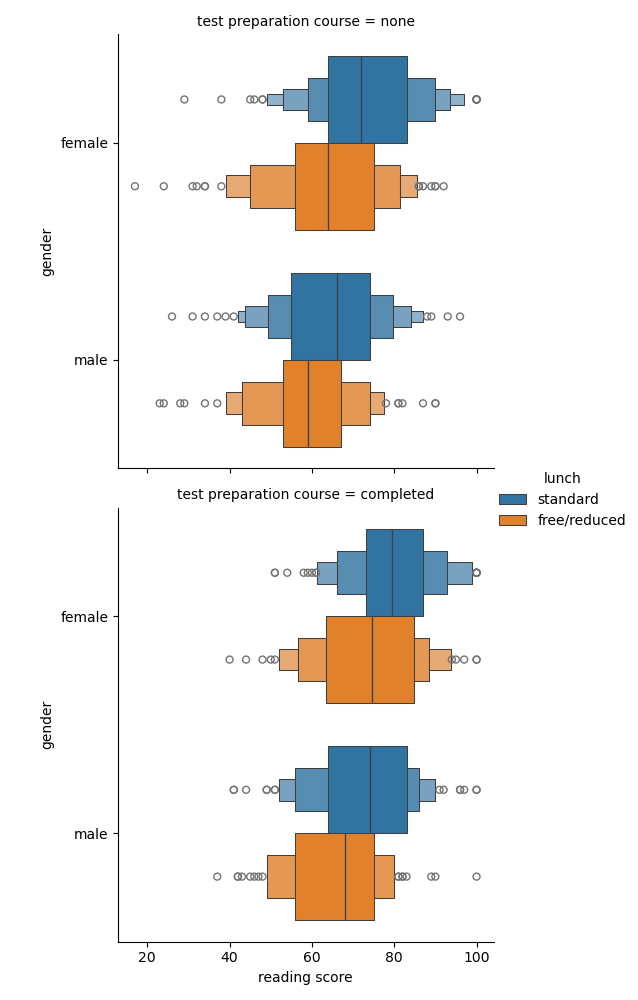 test preparation course = none
female
male
gender
lunch
standard
free/reduced
test preparation course = completed
female
male
gender
20 40 60 80 100
reading score